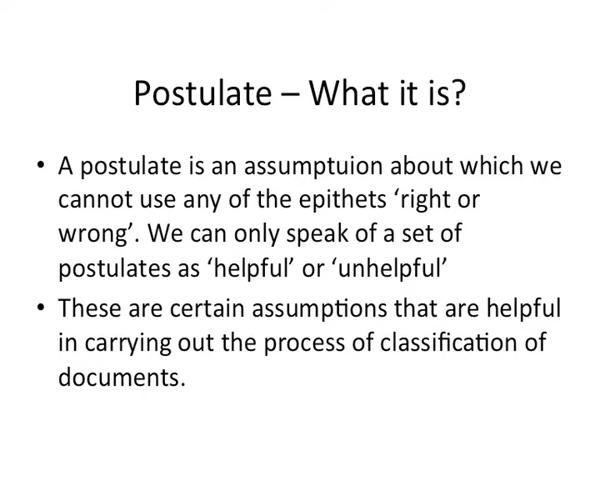 Postulate – What it is?
• A postulate is an assumptuion about which we
cannot use any of the epithets ‘right or
wrong’. We can only speak of a set of
postulates as ‘helpful’ or ‘unhelpful’
• These are certain assumptions that are helpful
in carrying out the process of classification of
documents.